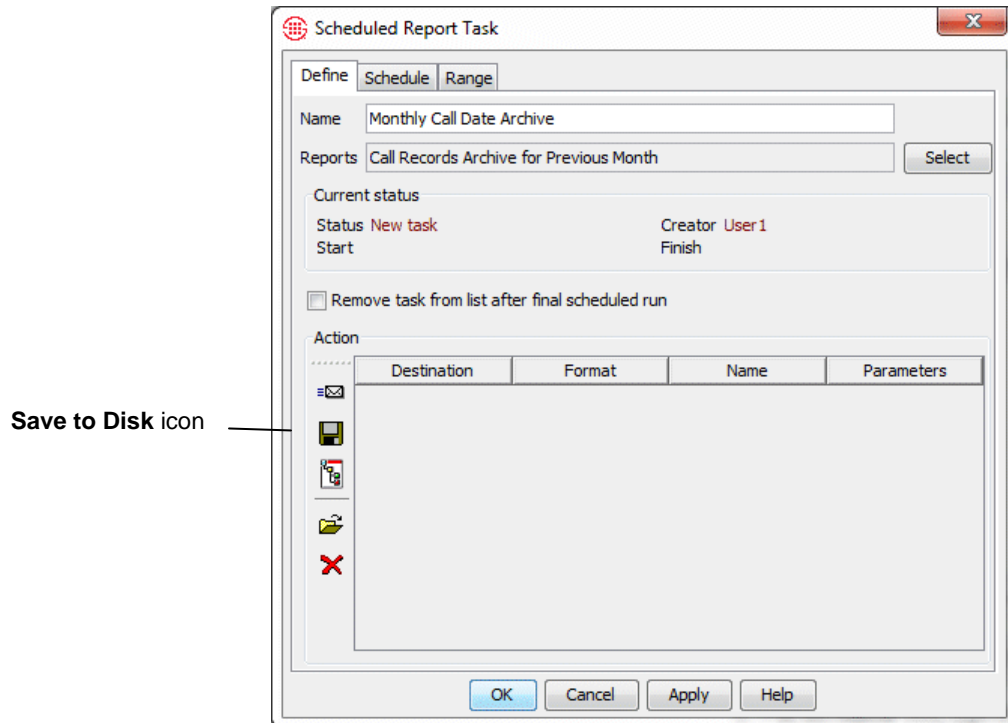 Scheduled Report Task
Define Schedule Range
Name Monthly Call Date Archive
Reports Call Records Archive for Previous Month Select
Current status
Status New task Creator User1
Start Finish
Remove task from list after final scheduled run
Action
Destination Format Name Parameters
Save to Disk icon
OK Cancel Apply Help